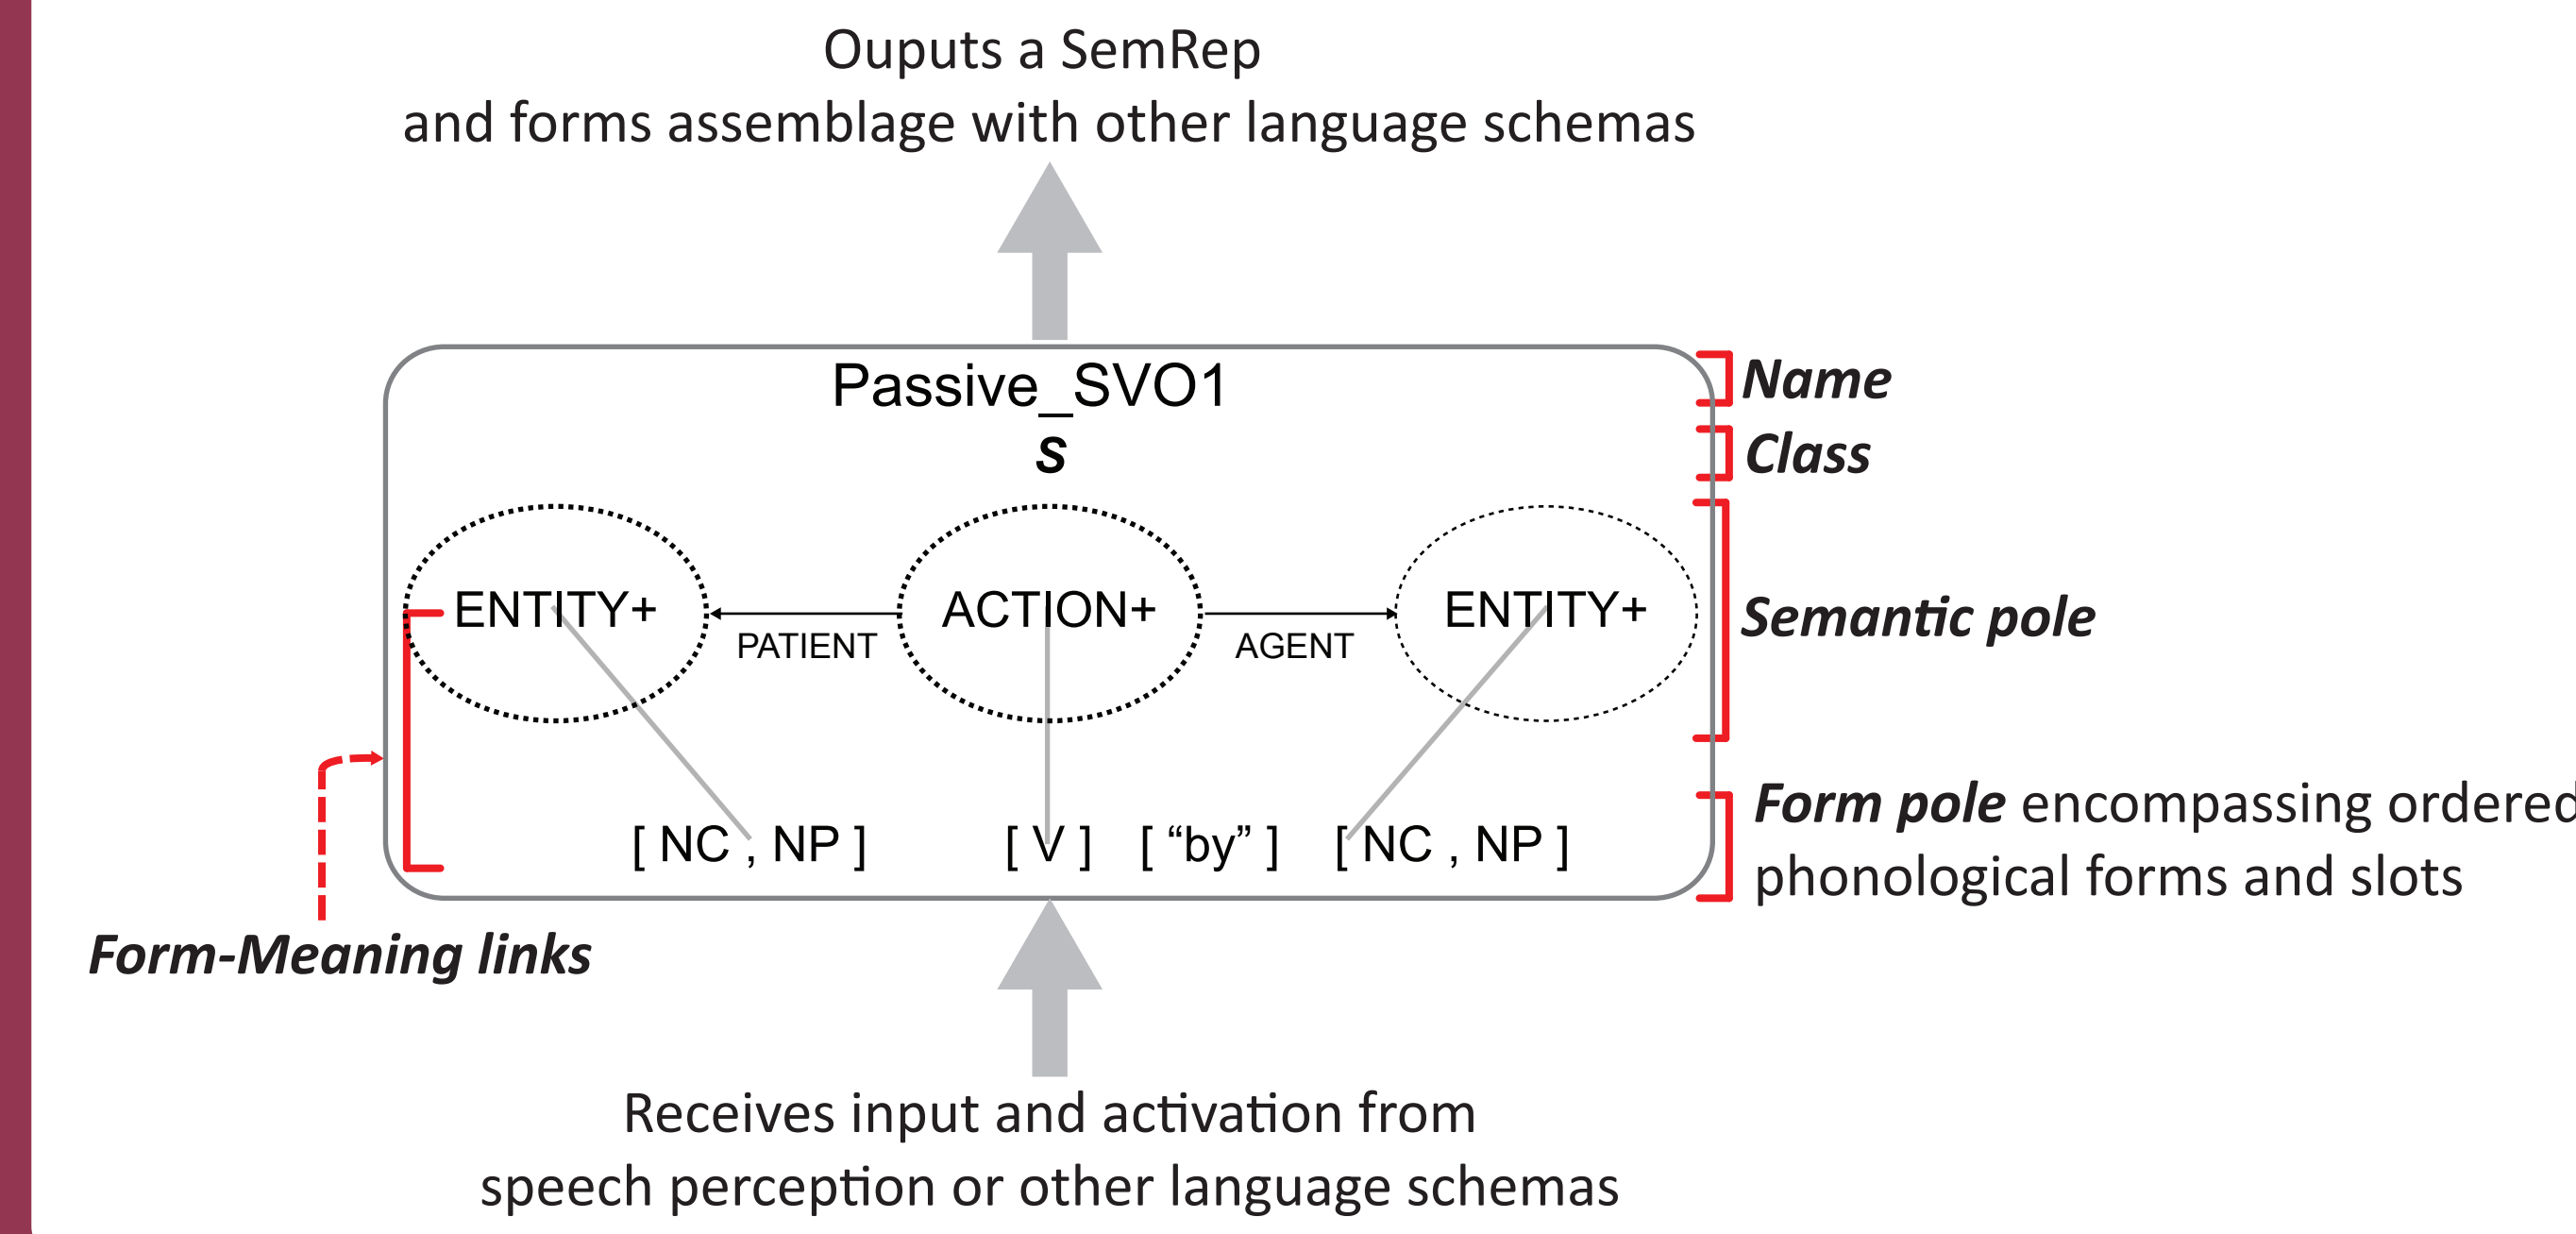 Ouputs a SemRep
and forms assemblage with other language schemas
Passive_SVO1
Name
S
Class
ENTITY+
ACTION+
ENTITY+
PATIENT
AGENT
Semantic pole
Form pole encompassing ordered
phonological forms and slots
[ NC , NP ] [ V ] [ “by” ] [ NC , NP ]
Form-Meaning links
Receives input and activation from
speech perception or other language schemas